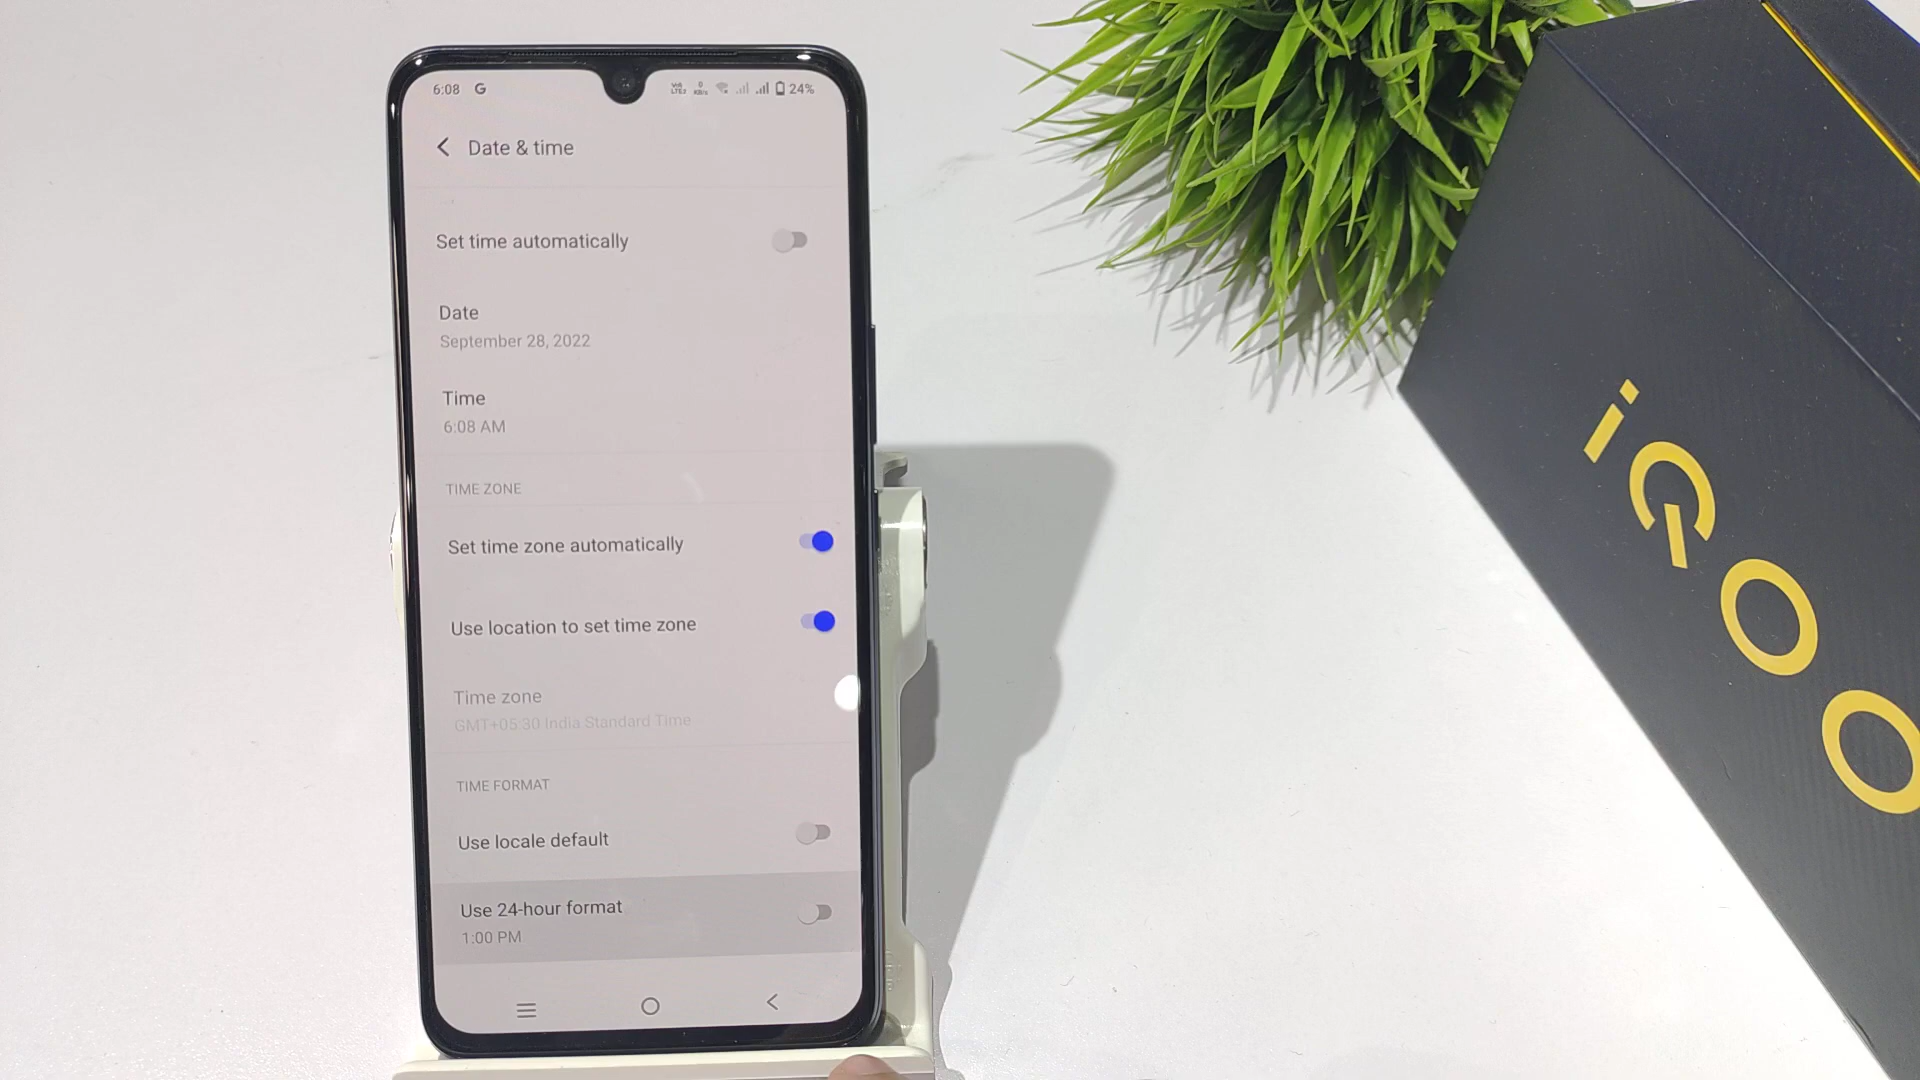 6:08 G 24%
Date & time
Set time automatically
Date
September 28, 2022
Time
6:08 AM
TIME ZONE
Set time zone automatically
Use location to set time zone
Time zone
GMT+05:30 India Standard Time
TIME FORMAT
Use locale default
Use 24-hour format
1:00 PM
iQOO